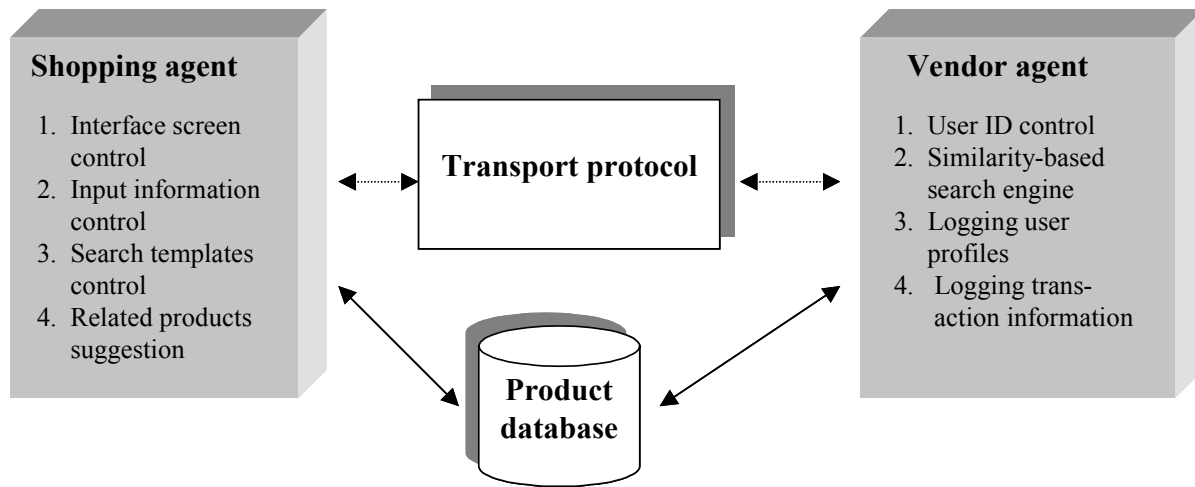 Shopping agent
1. Interface screen
control
2. Input information
control
3. Search templates
control
4. Related products
suggestion
Transport protocol
Product
database
Vendor agent
1. User ID control
2. Similarity-based
search engine
3. Logging user
profiles
4. Logging trans-
action information